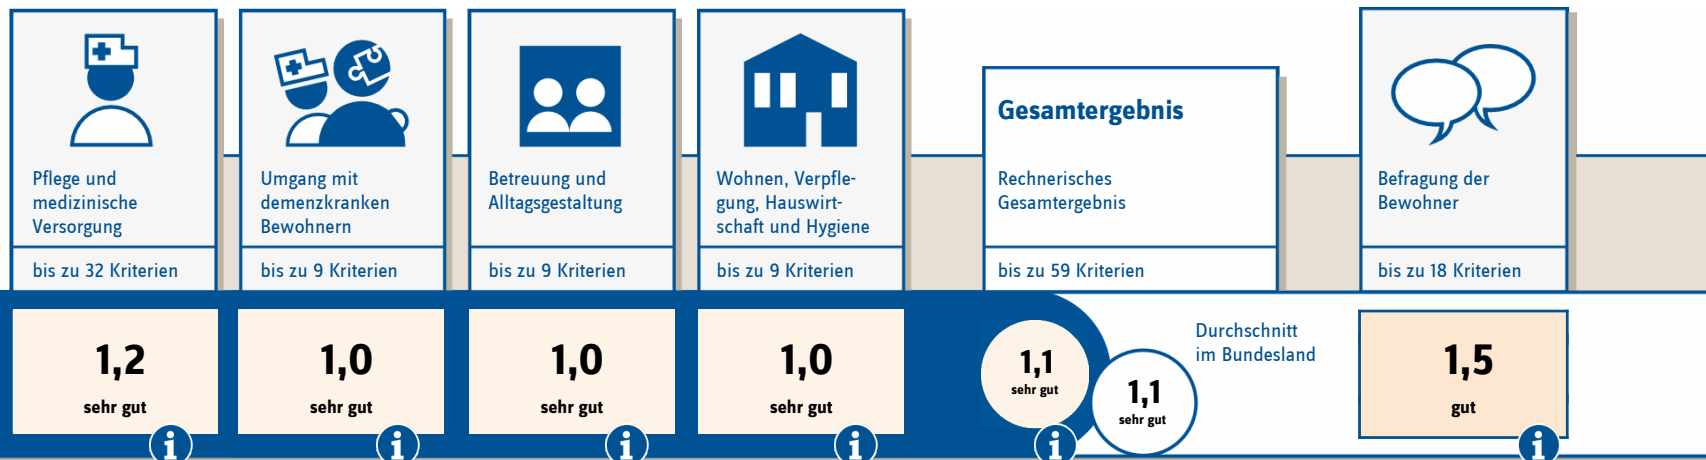 Pflege und
medizinische
Versorgung
bis zu 32 Kriterien
1,2
sehr gut
Umgang mit
demenzkranken
Bewohnern
bis zu 9 Kriterien
1,0
sehr gut
Betreuung und
Alltagsgestaltung
bis zu 9 Kriterien
1,0
sehr gut
Wohnen, Verpfle-
gung, Hauswirt-
schaft und Hygiene
bis zu 9 Kriterien
1,0
sehr gut
Gesamtergebnis
Rechnerisches
Gesamtergebnis
bis zu 59 Kriterien
1,1
sehr gut
1,1
sehr gut
Durchschnitt
im Bundesland
Befragung der
Bewohner
bis zu 18 Kriterien
1,5
gut